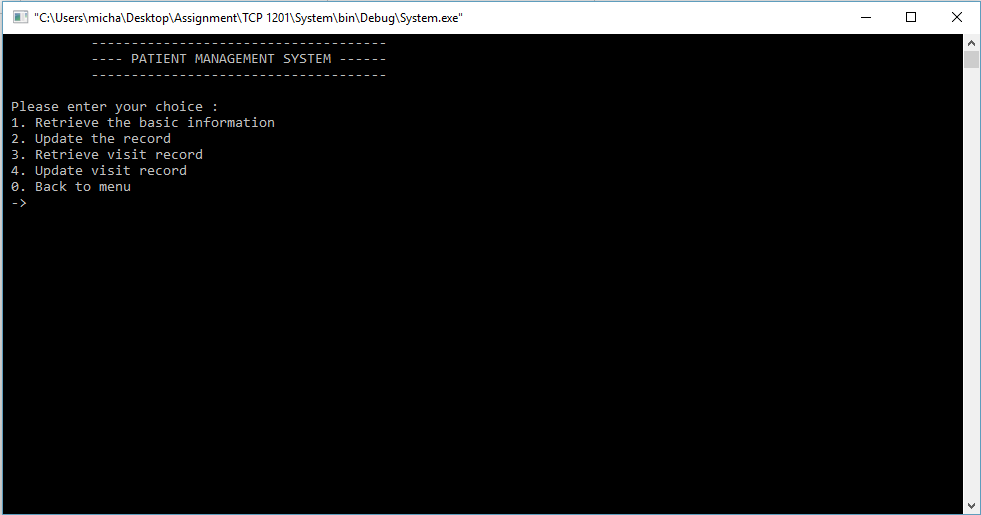 "C:\Users\micha\Desktop\Assignment\TCP 1201\System\bin\Debug\System.exe"
-------------------------------------
---- PATIENT MANAGEMENT SYSTEM ------
-------------------------------------
Please enter your choice :
1. Retrieve the basic information
2. Update the record
3. Retrieve visit record
4. Update visit record
0. Back to menu
->